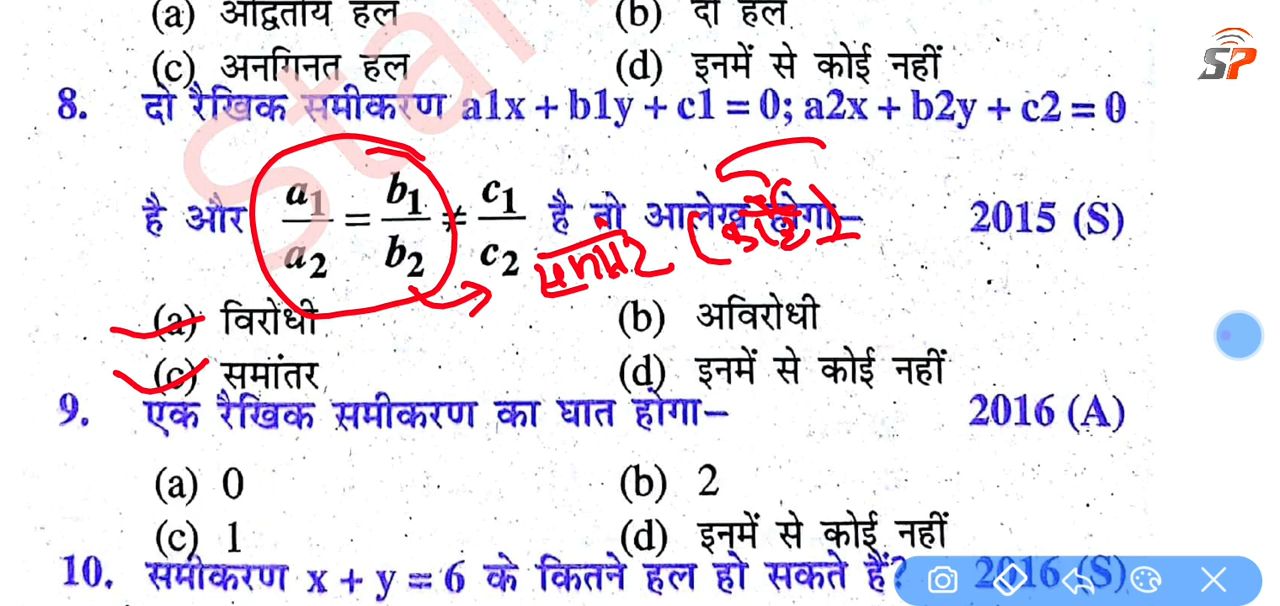 (a) अद्वितीय हल (b) दो हल
(c) अनगिनत हल (d) इनमें से कोई नहीं
SP
8. दो रैखिक समीकरण a1x + b1y + c1 = 0; a2x + b2y + c2 = 0
है और a1/a2 = b1/b2 ≠ c1/c2 है तो आलेख होगा– 2015 (S)
समांतर
(a) विरोधी (b) अविरोधी
(c) समांतर (d) इनमें से कोई नहीं
9. एक रैखिक समीकरण का घात होगा– 2016 (A)
(a) 0 (b) 2
(c) 1 (d) इनमें से कोई नहीं
10. समीकरण x + y = 6 के कितने हल हो सकते हैं? 2016 (S)